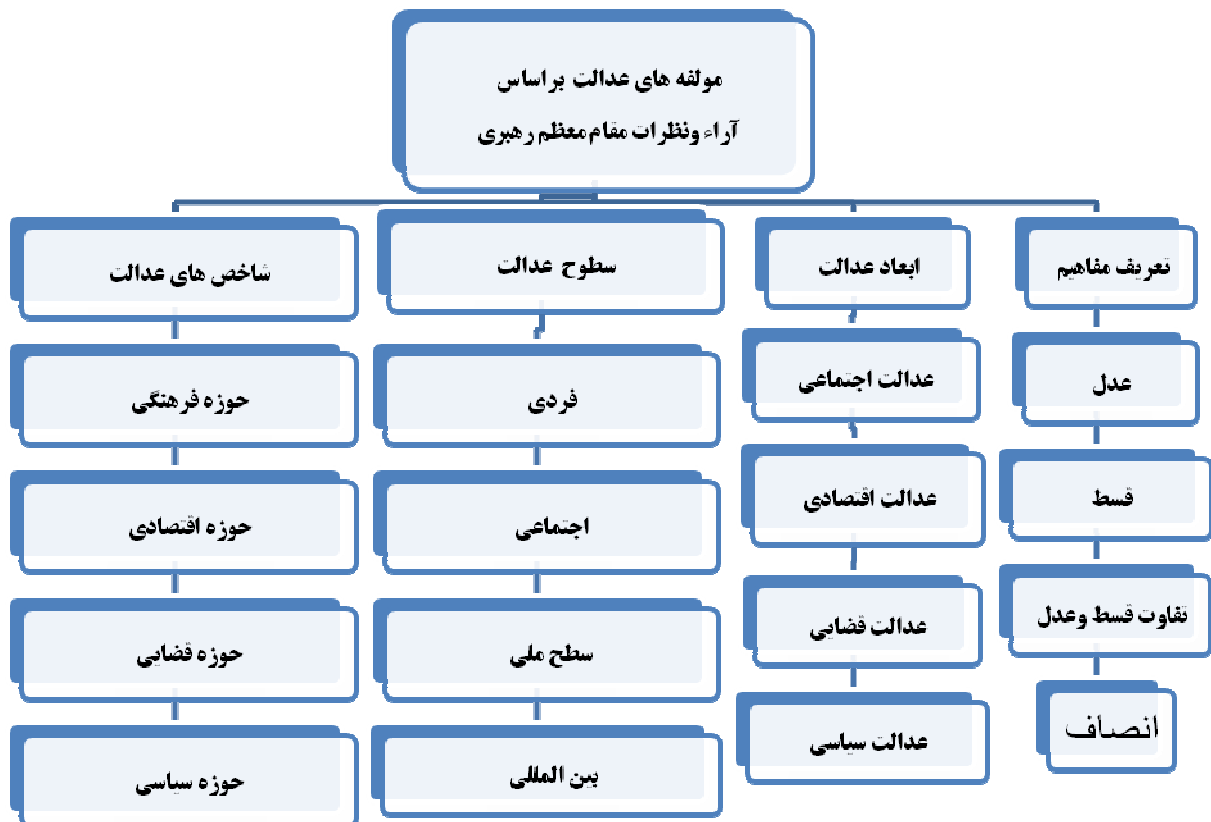 مولفه های عدالت براساس
آراء ونظرات مقام معظم رهبری
تعریف مفاهیم
عدل
قسط
تفاوت قسط وعدل
انصاف
ابعاد عدالت
عدالت اجتماعی
عدالت اقتصادی
عدالت قضایی
عدالت سیاسی
سطوح عدالت
فردی
اجتماعی
سطح ملی
بین المللی
شاخص های عدالت
حوزه فرهنگی
حوزه اقتصادی
حوزه قضایی
حوزه سیاسی